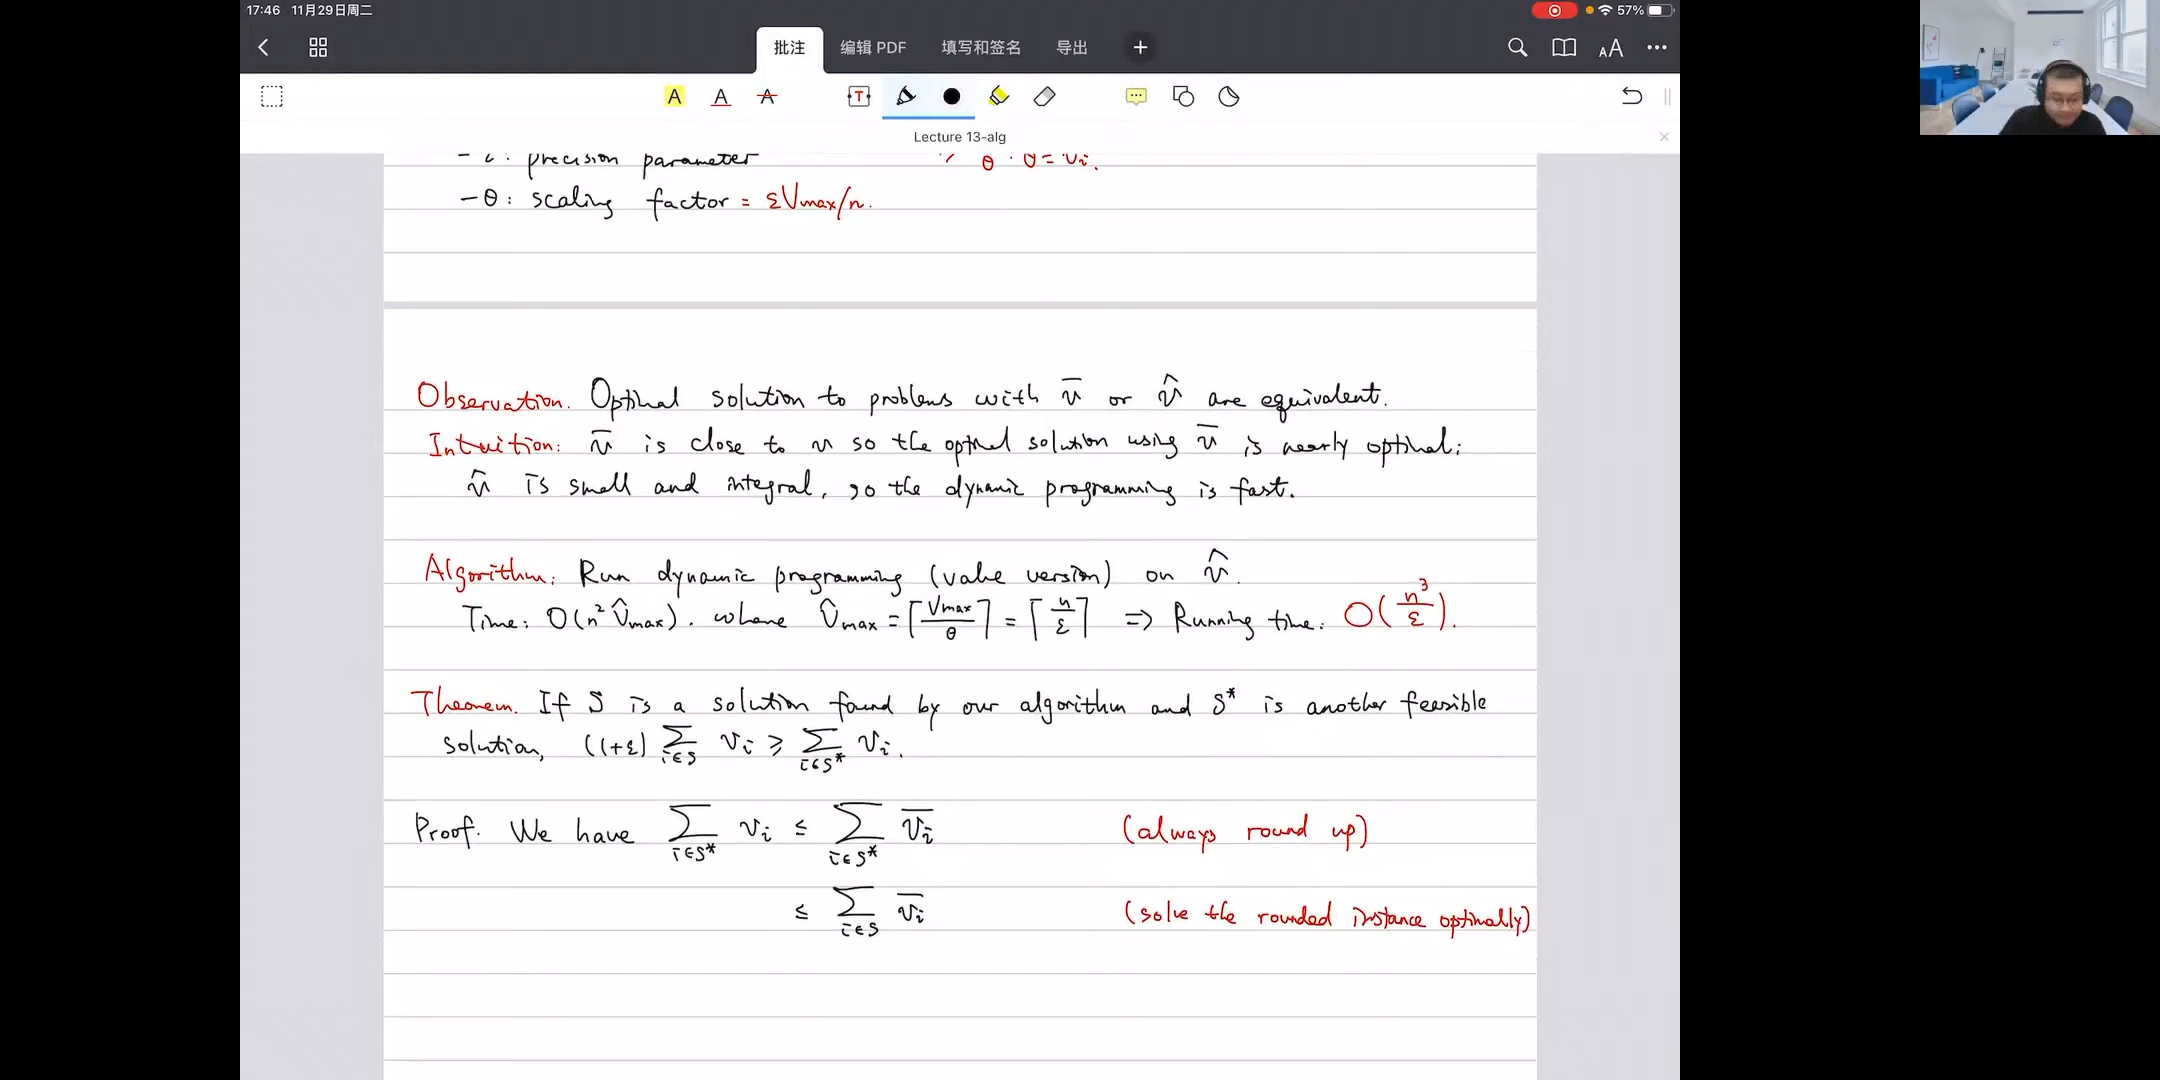 17:46 11月29日周二
57%
批注 编辑 PDF 填写和签名 导出 +
AA
A A A T
Lecture 13-alg
: precision parameter θ · θ = vᵢ.
- θ: scaling factor = εVmax/n.
Observation. Optimal solution to problems with v̅ or v̂ are equivalent.
Intuition: v̅ is close to v so the optimal solution using v̅ is nearly optimal;
v̂ is small and integral, so the dynamic programming is fast.
Algorithm: Run dynamic programming (value version) on v̂.
Time: O(n² V̂max). where V̂max = ⌈Vmax/θ⌉ = ⌈n/ε⌉ ⇒ Running time: O(n³/ε).
Theorem. If S is a solution found by our algorithm and S* is another feasible
solution, (1+ε) ∑_{i∈S} vᵢ ≥ ∑_{i∈S*} vᵢ.
Proof. We have ∑_{i∈S*} vᵢ ≤ ∑_{i∈S*} v̅ᵢ (always round up)
≤ ∑_{i∈S} v̅ᵢ (solve the rounded instance optimally)